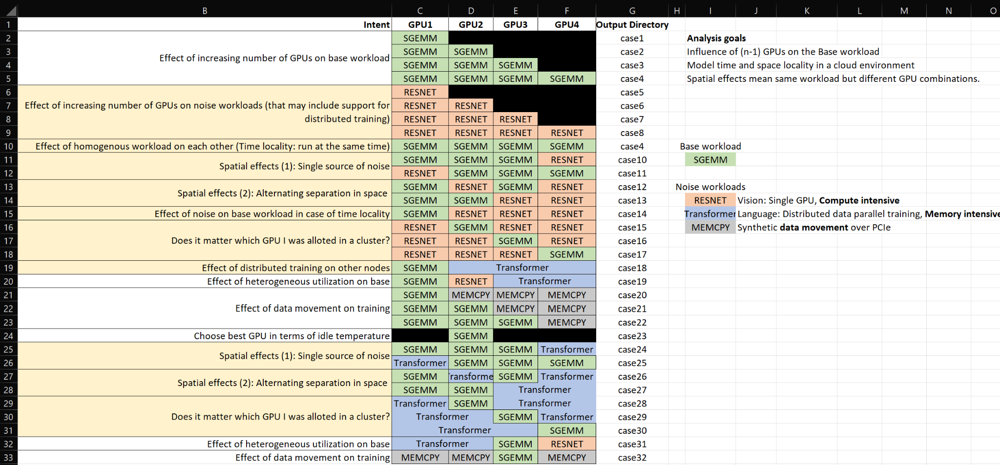 B C D E F G H I J K L M N O
1 Intent GPU1 GPU2 GPU3 GPU4 Output Directory
2 SGEMM case1 Analysis goals
3 Effect of increasing number of GPUs on base workload SGEMM SGEMM case2 Influence of (n-1) GPUs on the Base workload
4 SGEMM SGEMM SGEMM case3 Model time and space locality in a cloud environment
5 SGEMM SGEMM SGEMM SGEMM case4 Spatial effects mean same workload but different GPU combinations.
6 RESNET case5
7 Effect of increasing number of GPUs on noise workloads (that may include support for RESNET RESNET case6
8 distributed training) RESNET RESNET RESNET case7
9 RESNET RESNET RESNET RESNET case8
10 Effect of homogenous workload on each other (Time locality: run at the same time) SGEMM SGEMM SGEMM SGEMM case4 Base workload
11 Spatial effects (1): Single source of noise SGEMM SGEMM SGEMM RESNET case10 SGEMM
12 RESNET SGEMM SGEMM SGEMM case11
13 Spatial effects (2): Alternating separation in space SGEMM RESNET SGEMM RESNET case12 Noise workloads
14 SGEMM SGEMM RESNET RESNET case13 RESNET Vision: Single GPU, Compute intensive
15 Effect of noise on base workload in case of time locality SGEMM RESNET RESNET RESNET case14 Transformer Language: Distributed data parallel training, Memory intensive
16 RESNET SGEMM RESNET RESNET case15 MEMCPY Synthetic data movement over PCIe
17 Does it matter which GPU I was alloted in a cluster? RESNET RESNET SGEMM RESNET case16
18 RESNET RESNET RESNET SGEMM case17
19 Effect of distributed training on other nodes SGEMM Transformer case18
20 Effect of heterogeneous utilization on base SGEMM RESNET Transformer case19
21 SGEMM MEMCPY MEMCPY MEMCPY case20
22 Effect of data movement on training SGEMM SGEMM MEMCPY MEMCPY case21
23 SGEMM SGEMM SGEMM MEMCPY case22
24 Choose best GPU in terms of idle temperature SGEMM case23
25 Spatial effects (1): Single source of noise SGEMM SGEMM SGEMM Transformer case24
26 Transformer SGEMM SGEMM SGEMM case25
27 Spatial effects (2): Alternating separation in space SGEMM ransforme SGEMM Transformer case26
28 SGEMM SGEMM Transformer case27
29 Transformer SGEMM Transformer case28
30 Does it matter which GPU I was alloted in a cluster? Transformer SGEMM Transformer case29
31 Transformer SGEMM case30
32 Effect of heterogeneous utilization on base Transformer SGEMM RESNET case31
33 Effect of data movement on training MEMCPY MEMCPY SGEMM MEMCPY case32